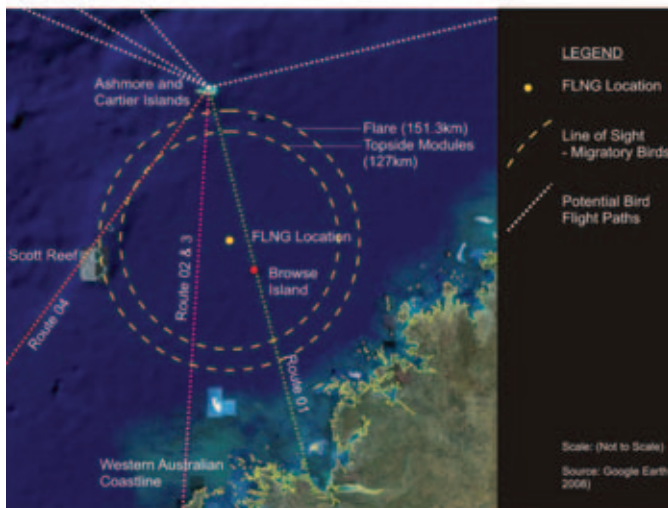 Ashmore and
Cartier Islands
Flare (151.3km)
Topside Modules
(127km)
FLNG Location
Scott Reef
Browse
Island
Route 04
Route 02 & 3
Route 01
Western Australian
Coastline
LEGEND
FLNG Location
Line of Sight
- Migratory Birds
Potential Bird
Flight Paths
Scale: (Not to Scale)
Source: Google Earth
2008)